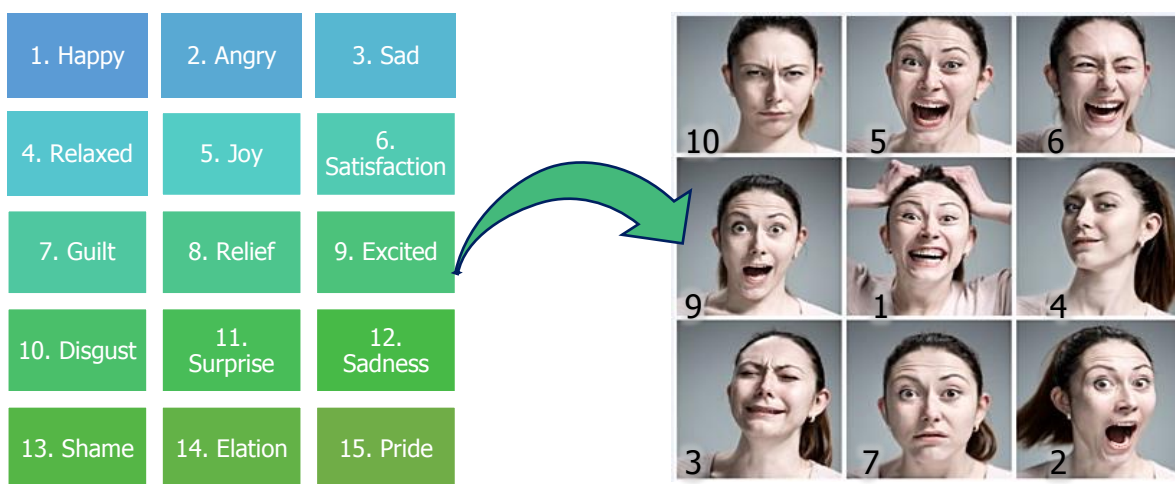 1. Happy
2. Angry
3. Sad
4. Relaxed
5. Joy
6.
Satisfaction
7. Guilt
8. Relief
9. Excited
10. Disgust
11.
Surprise
12.
Sadness
13. Shame
14. Elation
15. Pride
10
5
6
9
1
4
3
7
2